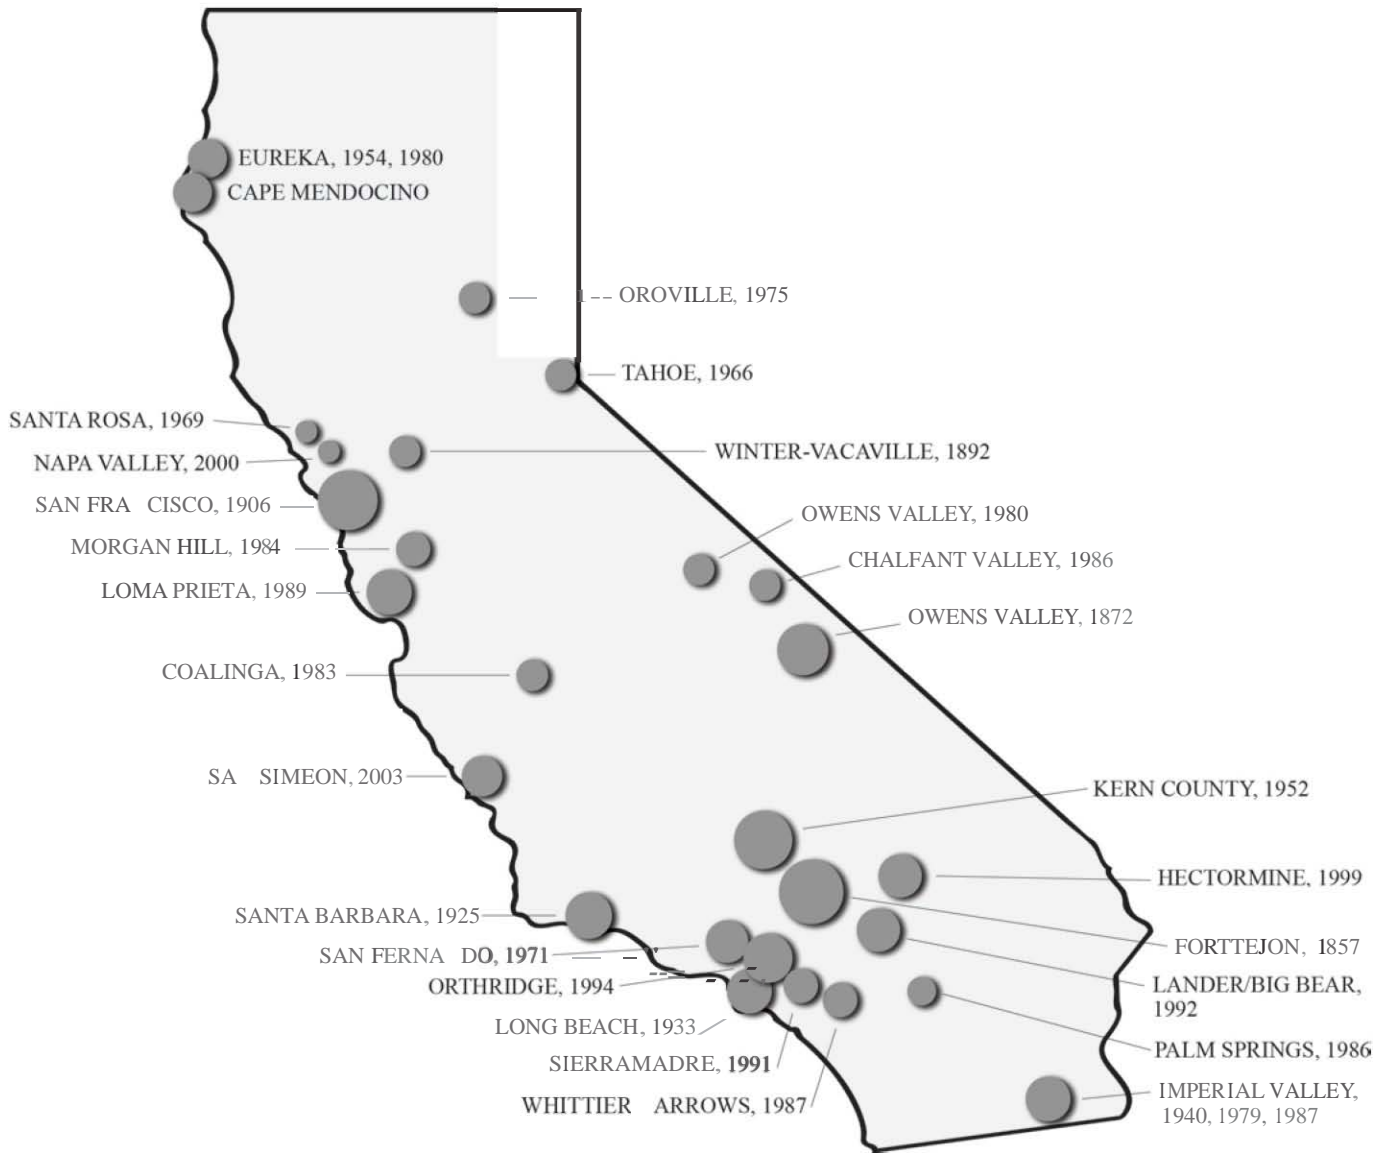 EUREKA, 1954, 1980
CAPE MENDOCINO
OROVILLE, 1975
TAHOE, 1966
SANTA ROSA, 1969
NAPA VALLEY, 2000
WINTER-VACAVILLE, 1892
SAN FRA CISCO, 1906
OWENS VALLEY, 1980
MORGAN HILL, 1984
CHALFANT VALLEY, 1986
LOMA PRIETA, 1989
OWENS VALLEY, 1872
COALINGA, 1983
SA SIMEON, 2003
KERN COUNTY, 1952
HECTORMINE, 1999
SANTA BARBARA, 1925
FORTTEJON, 1857
SAN FERNA DO, 1971
ORTHRIDGE, 1994
LANDER/BIG BEAR,
1992
LONG BEACH, 1933
PALM SPRINGS, 1986
SIERRAMADRE, 1991
IMPERIAL VALLEY,
1940, 1979, 1987
WHITTIER ARROWS, 1987